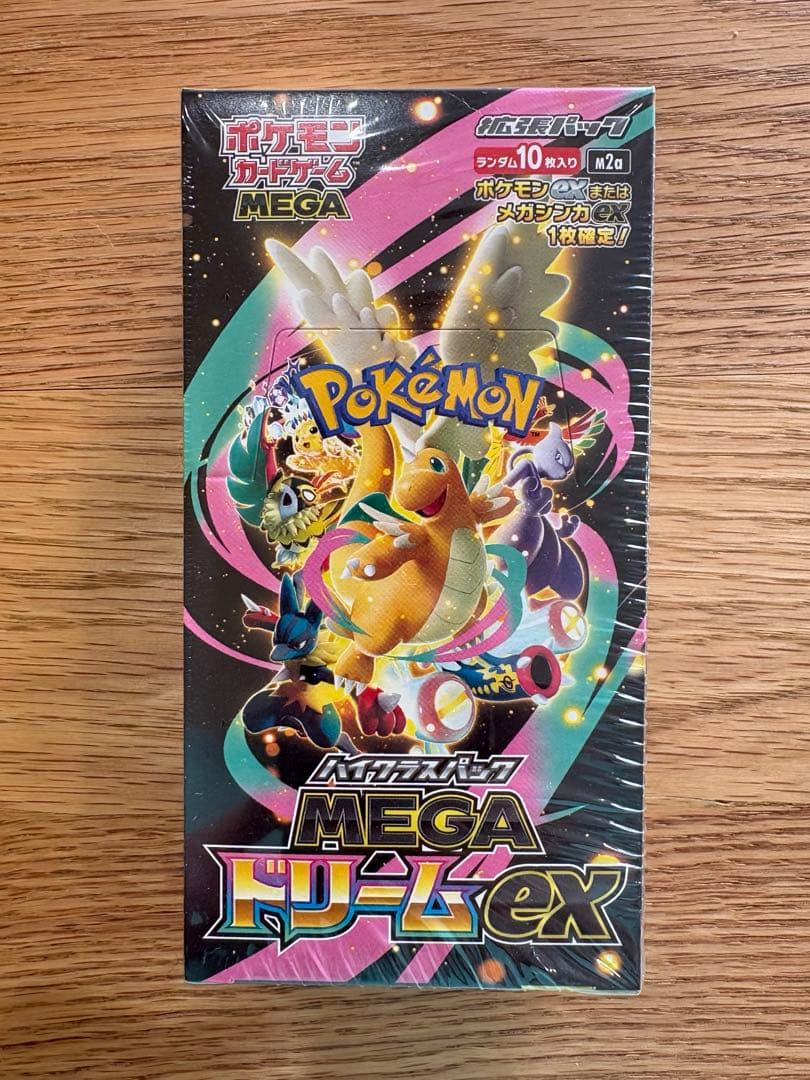 ポケモン
カードゲーム
MEGA
拡張パック
ランダム10枚入り M2a
ポケモンexまたは
メガシンカex
1枚確定!
POKéMON
TM
ハイクラスパック
MEGA
ドリームex